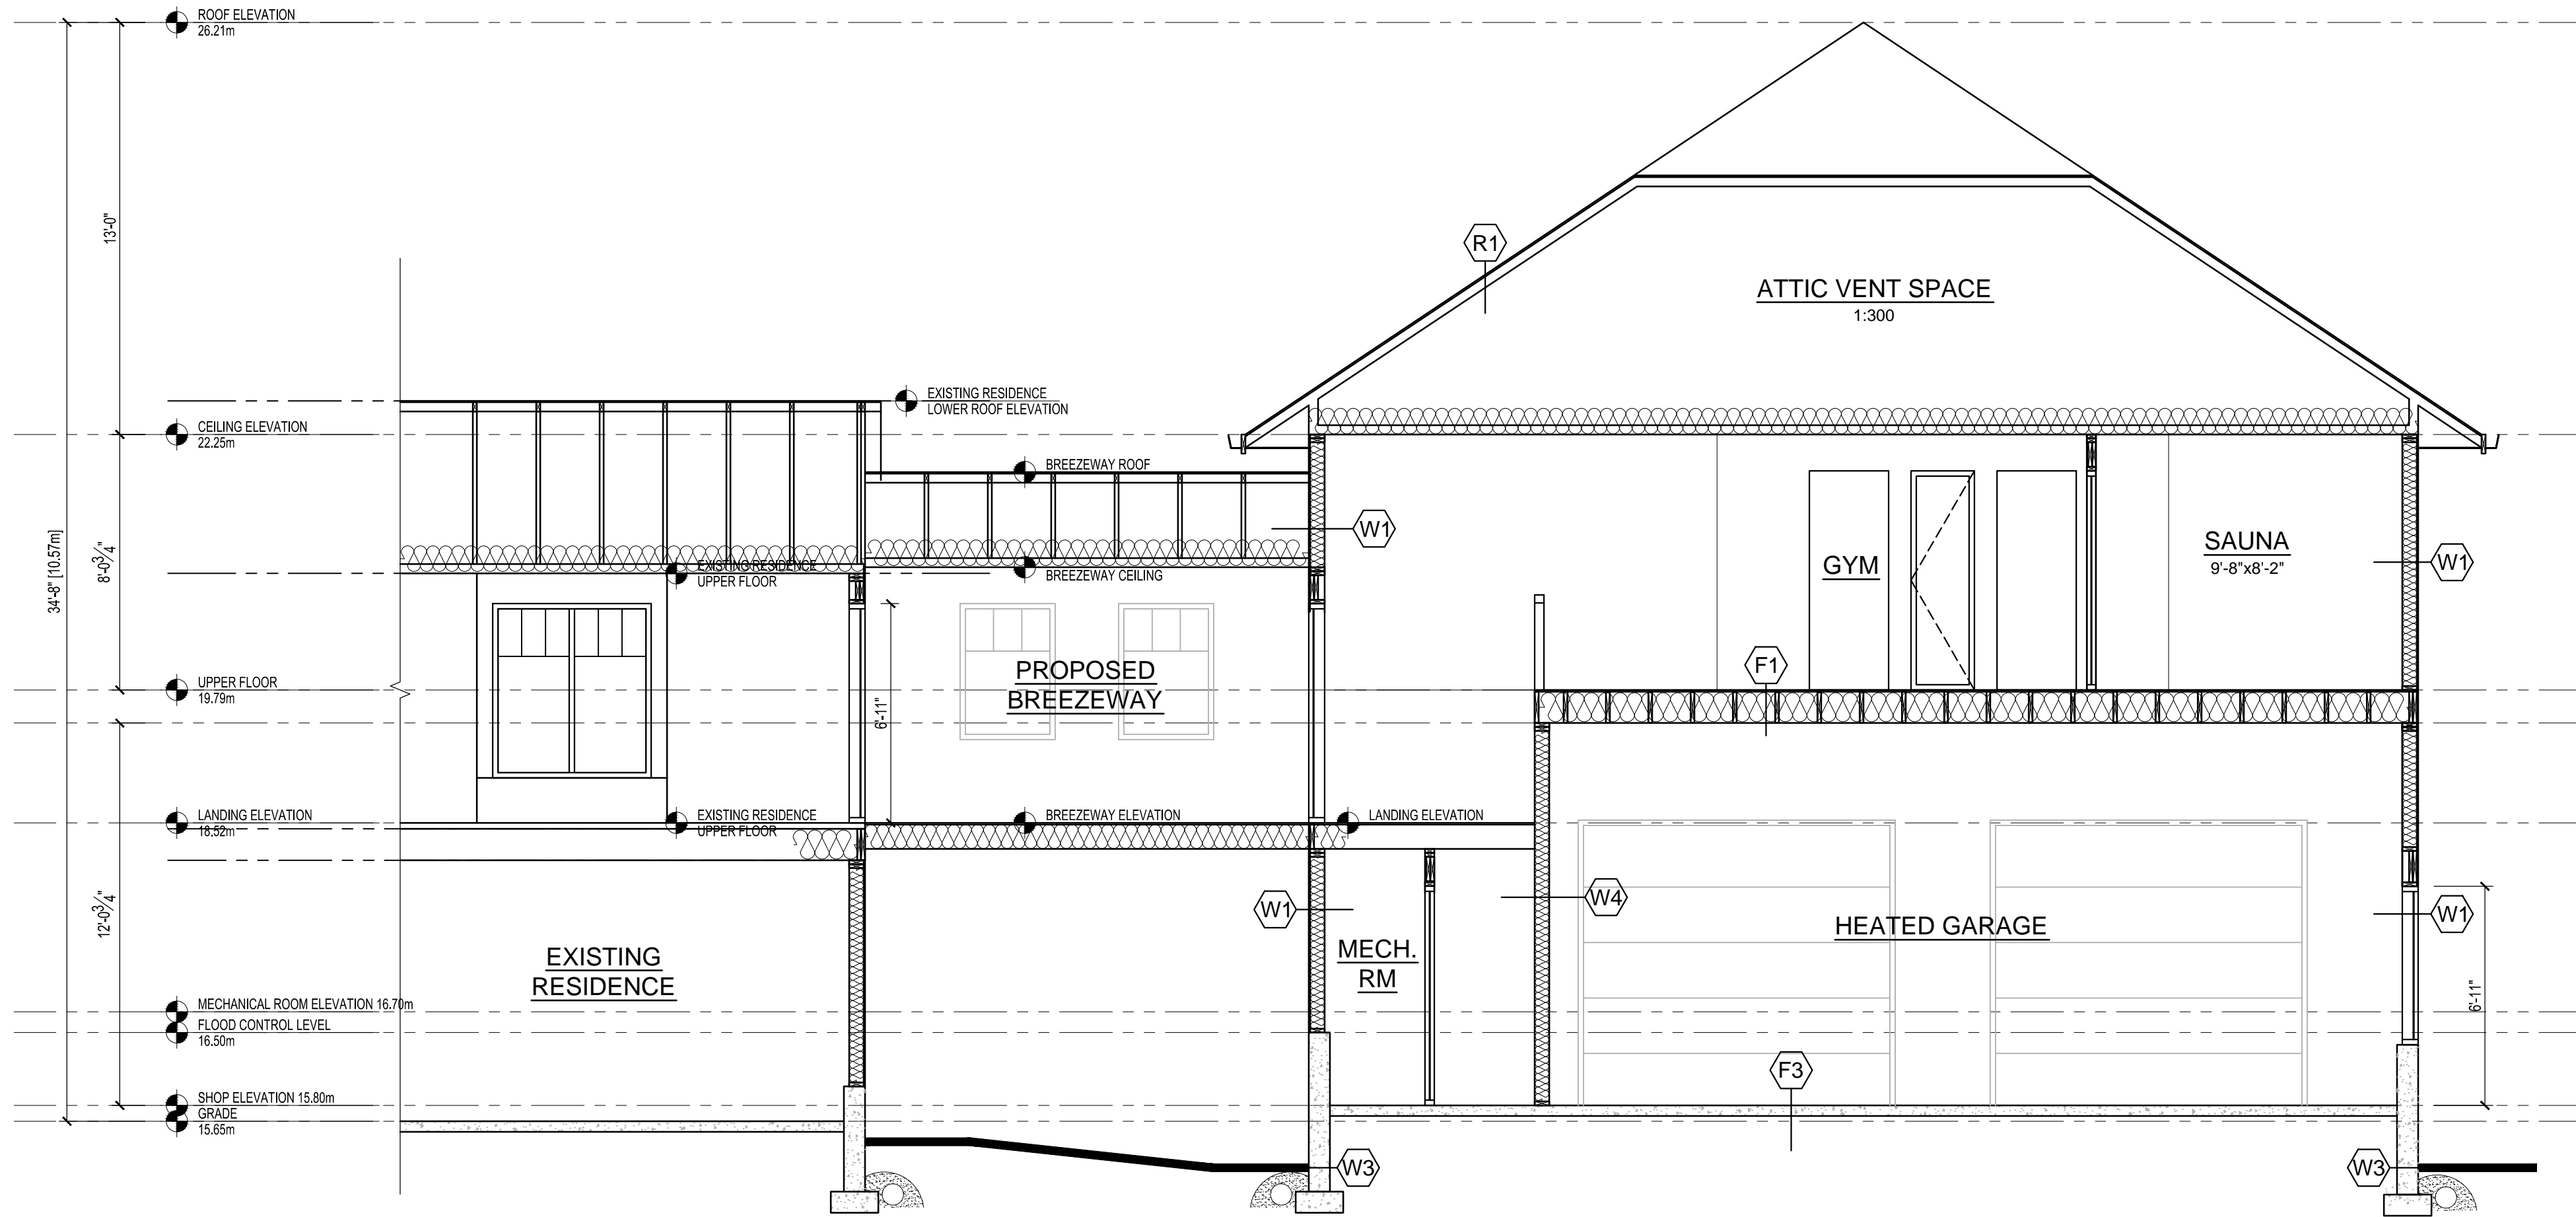 ROOF ELEVATION
26.21m
13'-0"
R1
ATTIC VENT SPACE
1:300
EXISTING RESIDENCE
LOWER ROOF ELEVATION
CEILING ELEVATION
22.25m
BREEZEWAY ROOF
34'-8" [10.57m]
8'-0 3/4"
W1
EXISTING RESIDENCE
UPPER FLOOR
BREEZEWAY CEILING
GYM
SAUNA
9'-8"x8'-2"
W1
UPPER FLOOR
19.79m
6'-11"
PROPOSED
BREEZEWAY
F1
LANDING ELEVATION
18.52m
EXISTING RESIDENCE
UPPER FLOOR
BREEZEWAY ELEVATION
LANDING ELEVATION
12'-0 3/4"
W1
W4
W1
EXISTING
RESIDENCE
MECH.
RM
HEATED GARAGE
6'-11"
MECHANICAL ROOM ELEVATION 16.70m
FLOOD CONTROL LEVEL
16.50m
F3
SHOP ELEVATION 15.80m
GRADE
15.65m
W3
W3